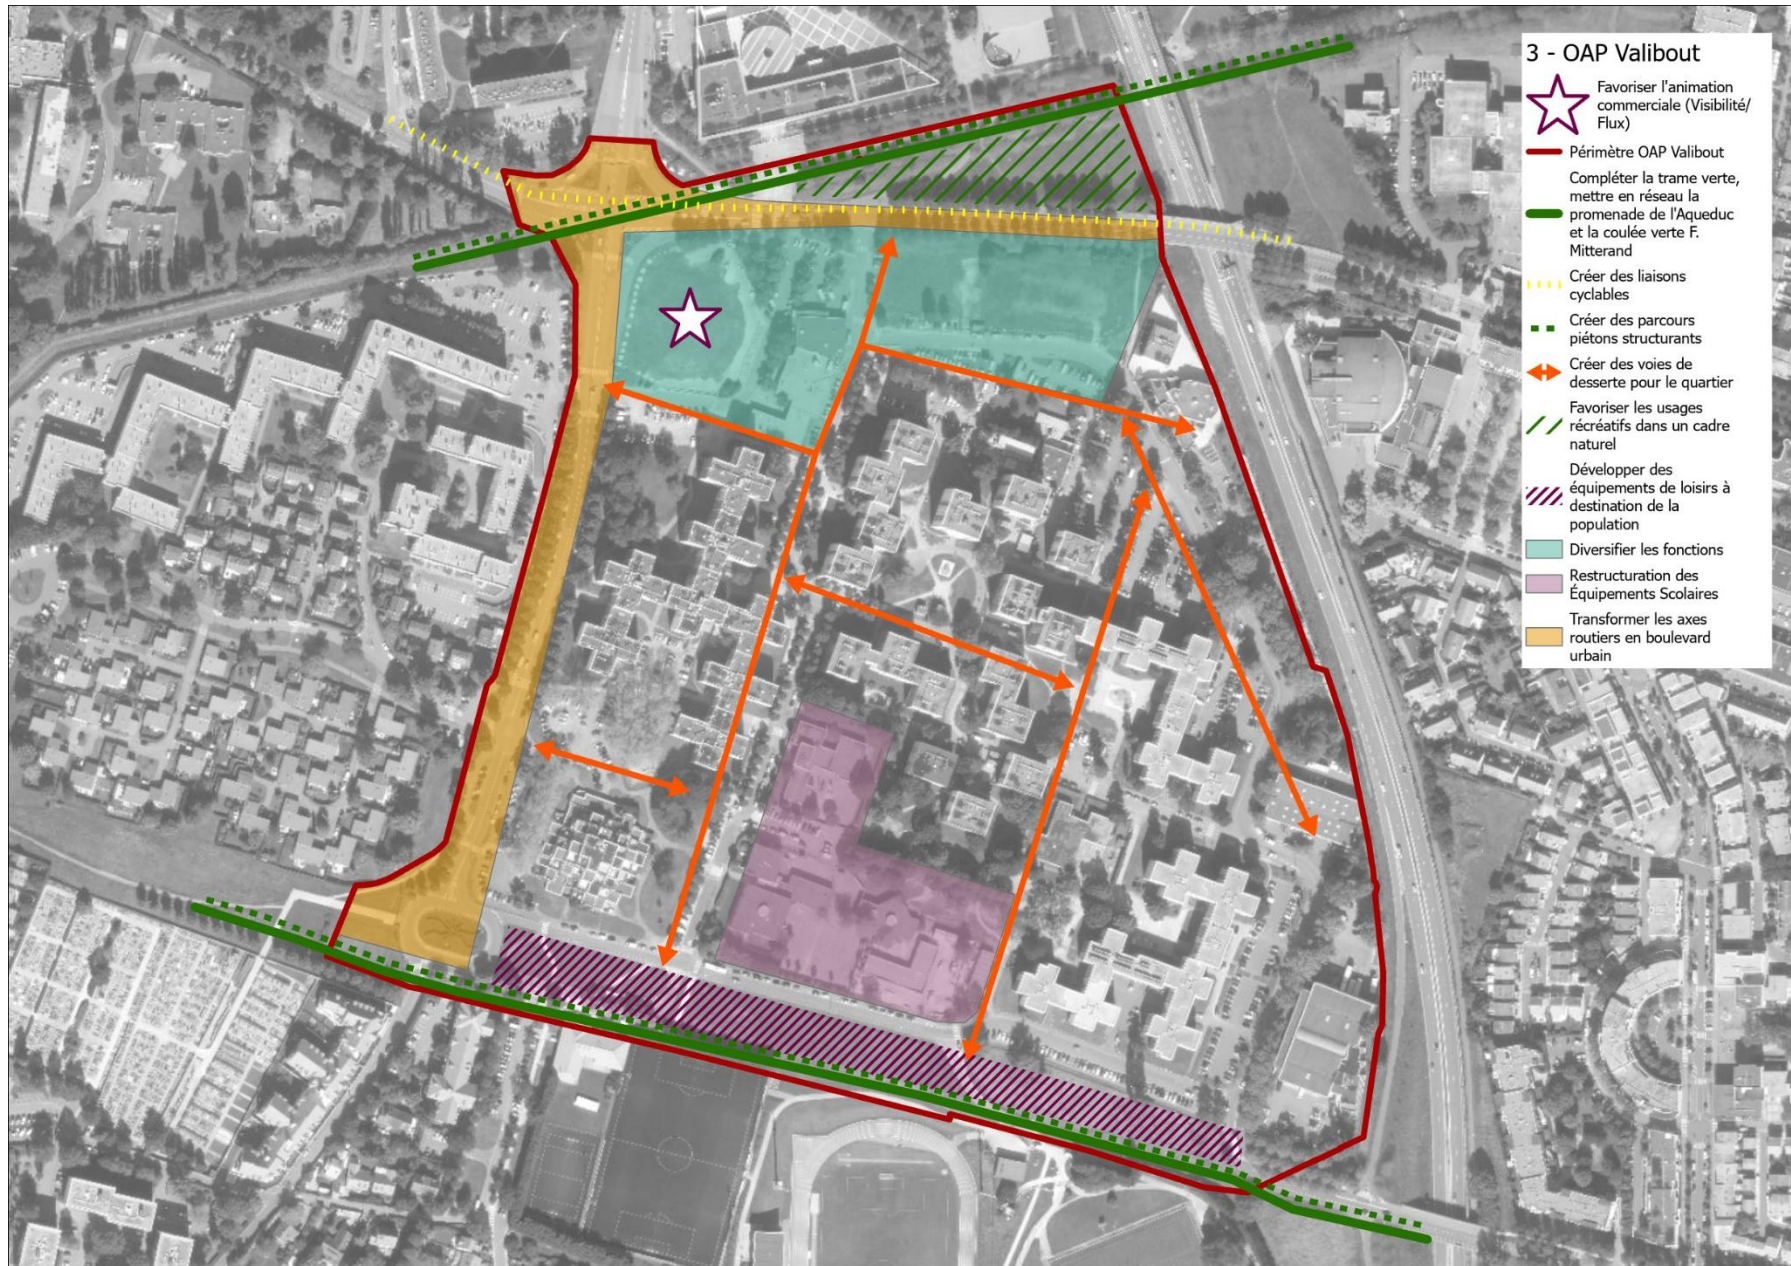 3 - OAP Valibout
Favoriser l'animation
commerciale (Visibilité/
Flux)
Périmètre OAP Valibout
Compléter la trame verte,
mettre en réseau la
promenade de l'Aqueduc
et la coulée verte F.
Mitterand
Créer des liaisons
cyclables
Créer des parcours
piétons structurants
Créer des voies de
desserte pour le quartier
Favoriser les usages
récréatifs dans un cadre
naturel
Développer des
équipements de loisirs à
destination de la
population
Diversifier les fonctions
Restructuration des
Équipements Scolaires
Transformer les axes
routiers en boulevard
urbain